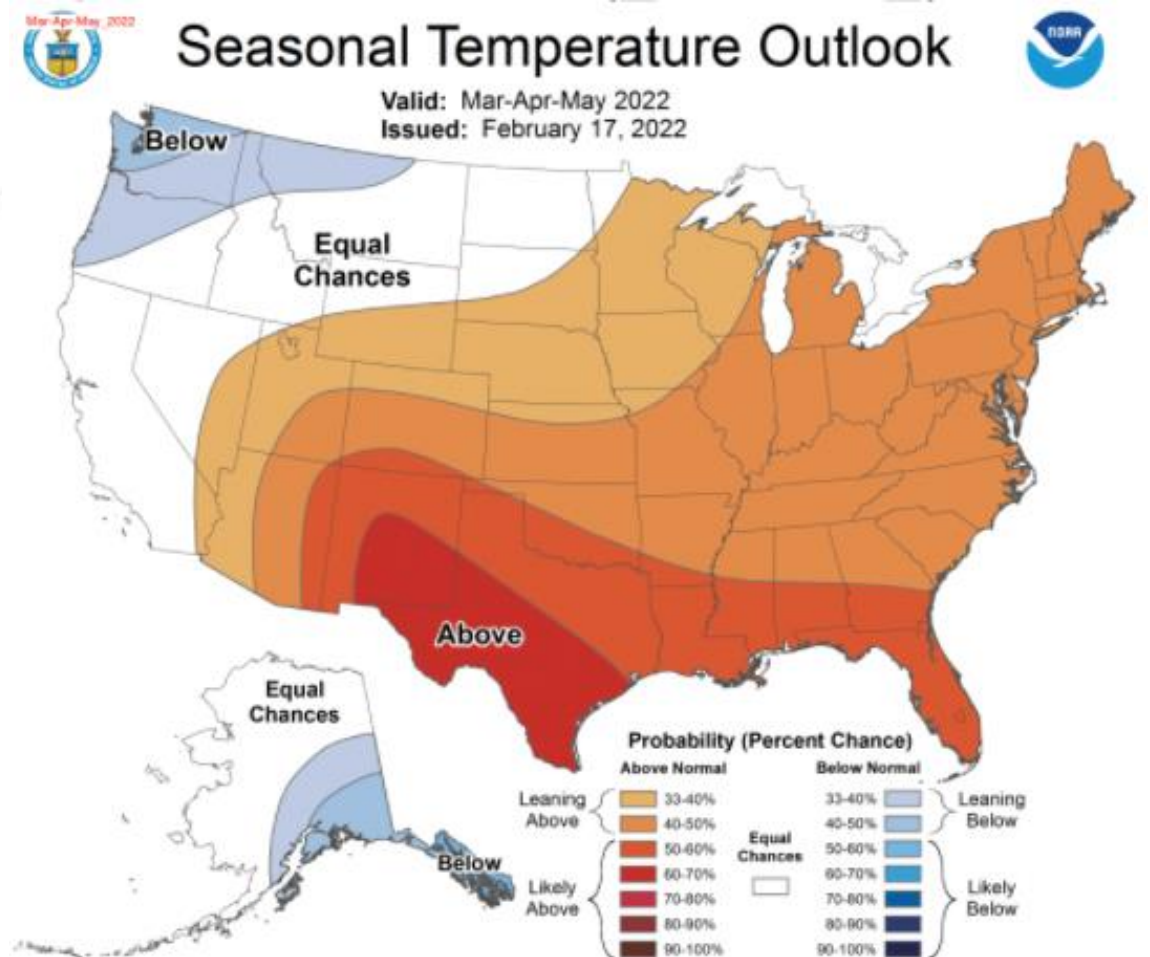 Mar-Apr-May 2022
Seasonal Temperature Outlook
NOAA
Valid: Mar-Apr-May 2022
Issued: February 17, 2022
Below
Equal
Chances
Above
Equal
Chances
Below
Probability (Percent Chance)
Above Normal
Below Normal
Leaning
Above
33-40%
40-50%
Likely
Above
50-60%
60-70%
70-80%
80-90%
90-100%
Equal
Chances
33-40%
40-50%
Leaning
Below
50-60%
60-70%
70-80%
80-90%
90-100%
Likely
Below